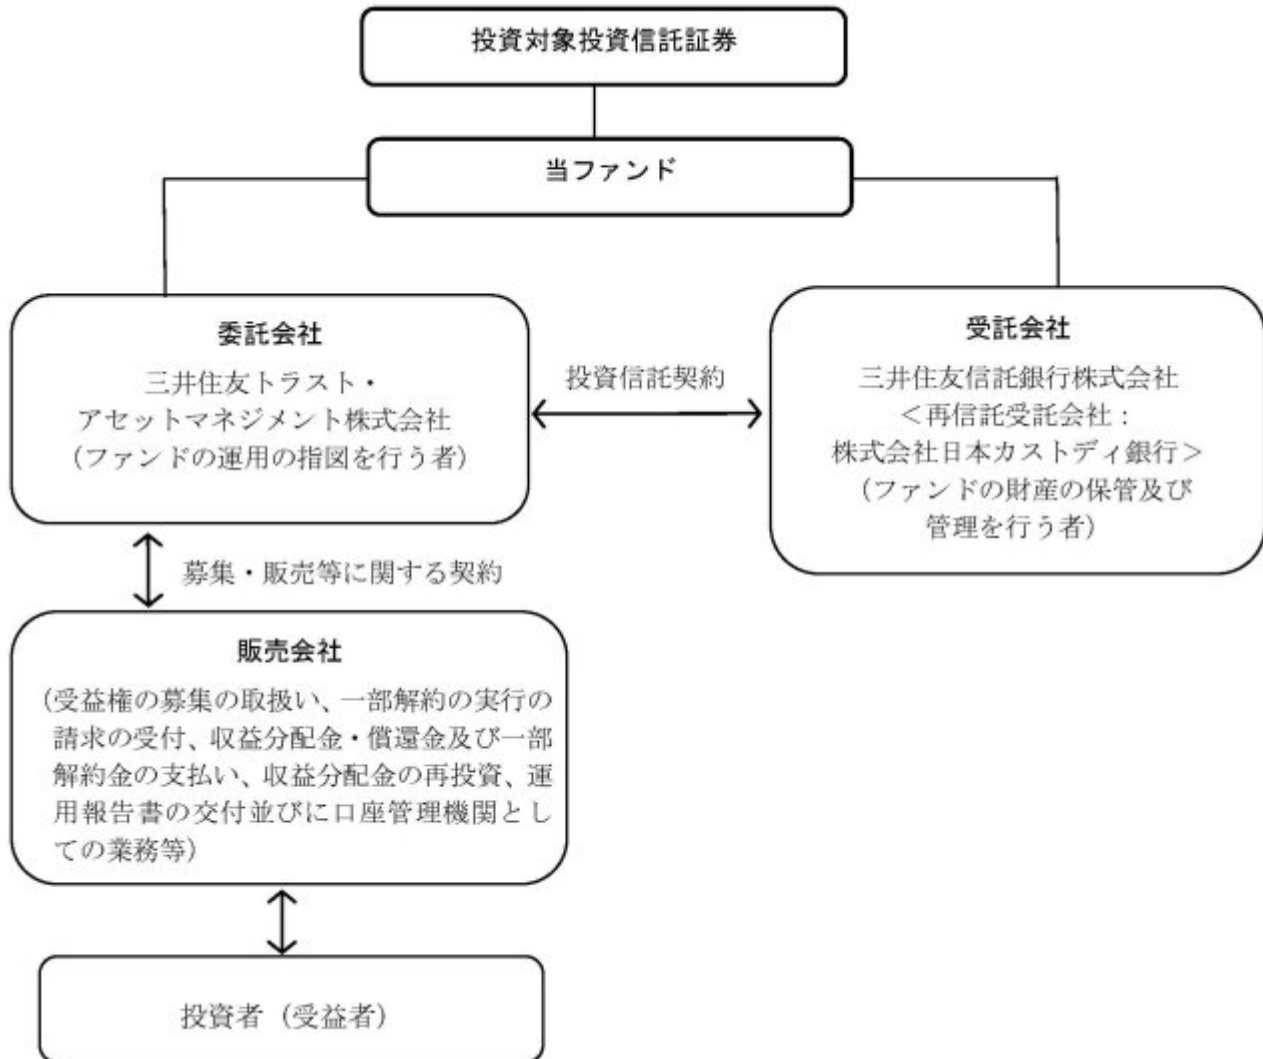 投資対象投資信託証券
当ファンド
委託会社
三井住友トラスト・
アセットマネジメント株式会社
（ファンドの運用の指図を行う者）
投資信託契約
受託会社
三井住友信託銀行株式会社
＜再信託受託会社：
株式会社日本カストディ銀行＞
（ファンドの財産の保管及び
管理を行う者）
募集・販売等に関する契約
販売会社
（受益権の募集の取扱い、一部解約の実行の
請求の受付、収益分配金・償還金及び一部
解約金の支払い、収益分配金の再投資、運
用報告書の交付並びに口座管理機関とし
ての業務等）
投資者（受益者）